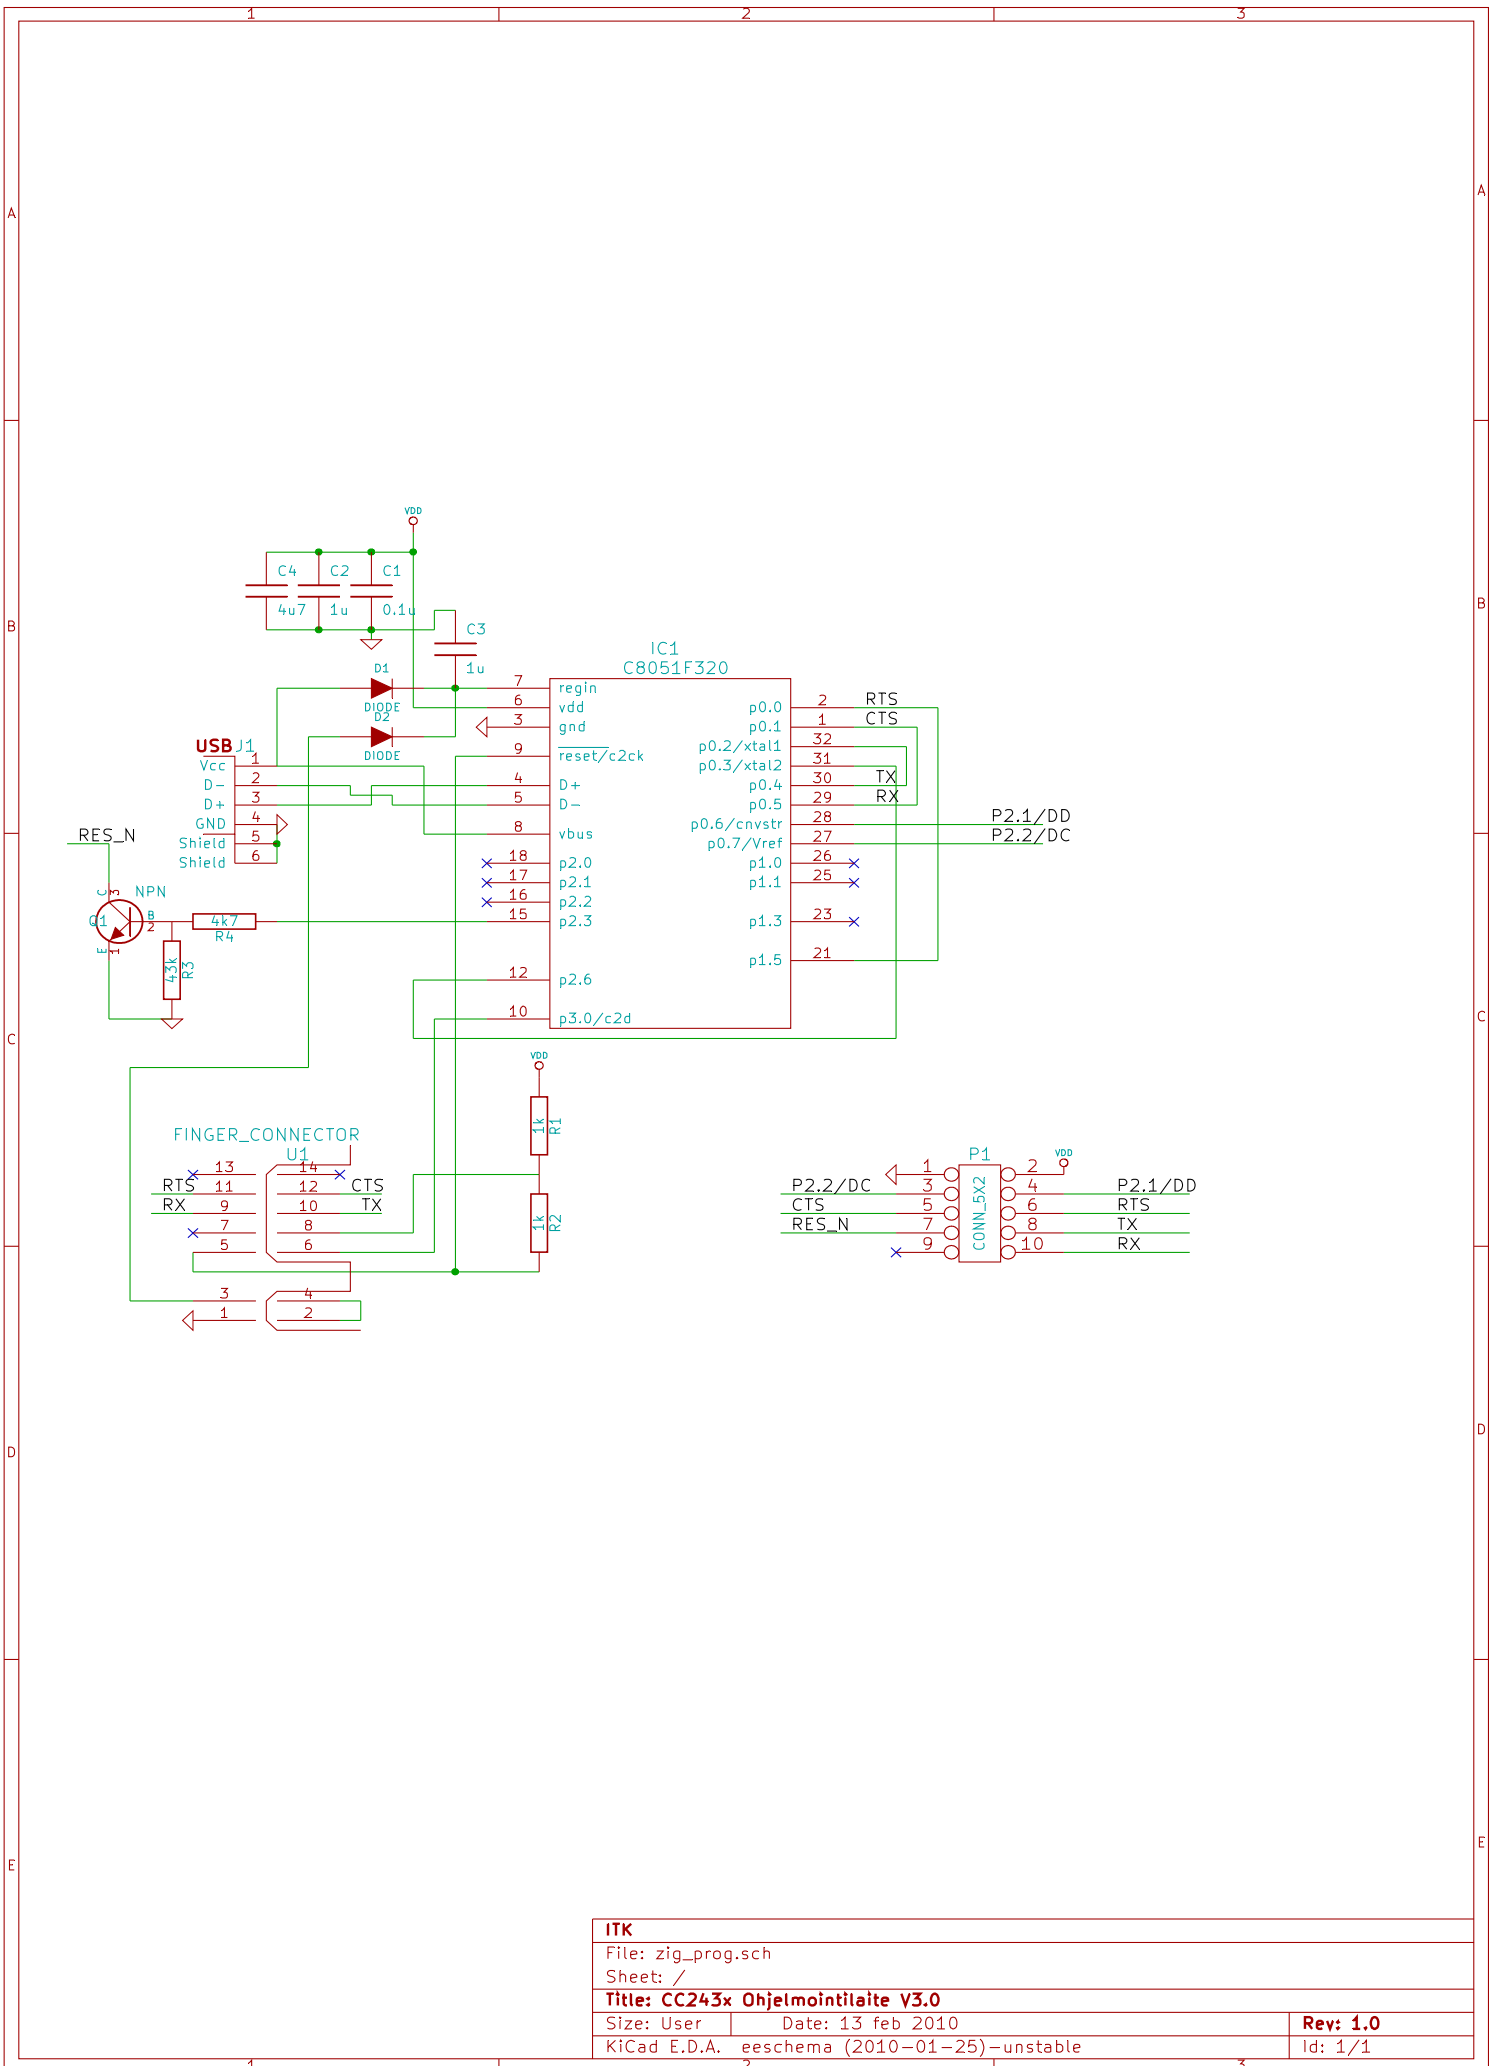 1 2 3
A A
VDD
C4 C2 C1
4u7 1u 0.1u
B B
C3
1u
IC1
C8051F320
D1
DIODE
D2
DIODE
7 regin
6 vdd
3 gnd
9 reset/c2ck
4 D+
5 D-
8 vbus
18 p2.0
17 p2.1
16 p2.2
15 p2.3
12 p2.6
10 p3.0/c2d
p0.0 2 RTS
p0.1 1 CTS
p0.2/xtal1 32
p0.3/xtal2 31
p0.4 30 TX
p0.5 29 RX
p0.6/cnvstr 28 P2.1/DD
p0.7/Vref 27 P2.2/DC
p1.0 26
p1.1 25
p1.3 23
p1.5 21
USB J1
Vcc 1
D- 2
D+ 3
GND 4
Shield 5
Shield 6
RES_N
C 3 NPN
Q1 B 2
E 1
4k7
R4
43k R3
C C
VDD
1k R1
1k R2
FINGER_CONNECTOR
U1
13 14
RTS 11 12 CTS
RX 9 10 TX
7 8
5 6
3 4
1 2
P1 VDD
CONN_5X2
1 2
P2.2/DC 3 4 P2.1/DD
CTS 5 6 RTS
RES_N 7 8 TX
9 10 RX
D D
E E
ITK
File: zig_prog.sch
Sheet: /
Title: CC243x Ohjelmointilaite V3.0
Size: User Date: 13 feb 2010 Rev: 1.0
KiCad E.D.A. eeschema (2010-01-25)-unstable Id: 1/1
1 2 3